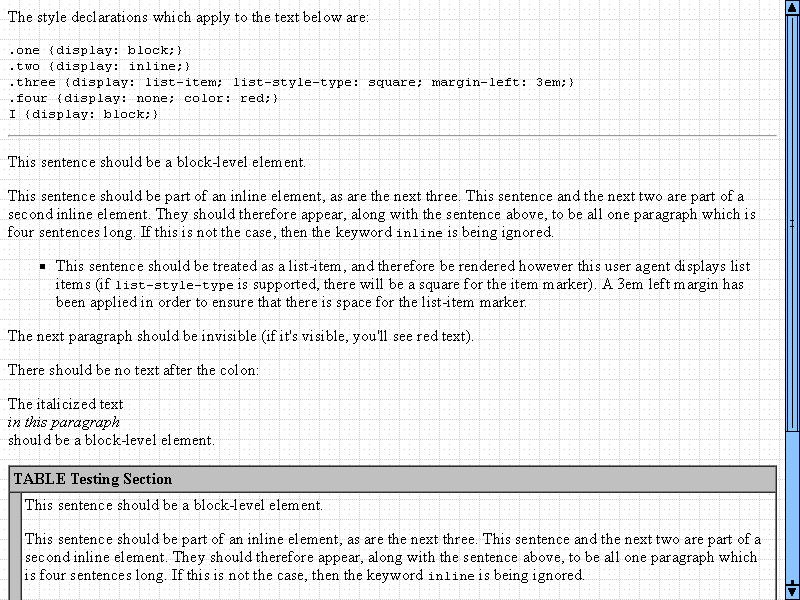 The style declarations which apply to the text below are:
.one {display: block;}
.two {display: inline;}
.three {display: list-item; list-style-type: square; margin-left: 3em;}
.four {display: none; color: red;}
I {display: block;}
This sentence should be a block-level element.
This sentence should be part of an inline element, as are the next three. This sentence and the next two are part of a
second inline element. They should therefore appear, along with the sentence above, to be all one paragraph which is
four sentences long. If this is not the case, then the keyword inline is being ignored.
This sentence should be treated as a list-item, and therefore be rendered however this user agent displays list
items (if list-style-type is supported, there will be a square for the item marker). A 3em left margin has
been applied in order to ensure that there is space for the list-item marker.
The next paragraph should be invisible (if it's visible, you'll see red text).
There should be no text after the colon:
The italicized text
in this paragraph
should be a block-level element.
TABLE Testing Section
This sentence should be a block-level element.
This sentence should be part of an inline element, as are the next three. This sentence and the next two are part of a
second inline element. They should therefore appear, along with the sentence above, to be all one paragraph which
is four sentences long. If this is not the case, then the keyword inline is being ignored.